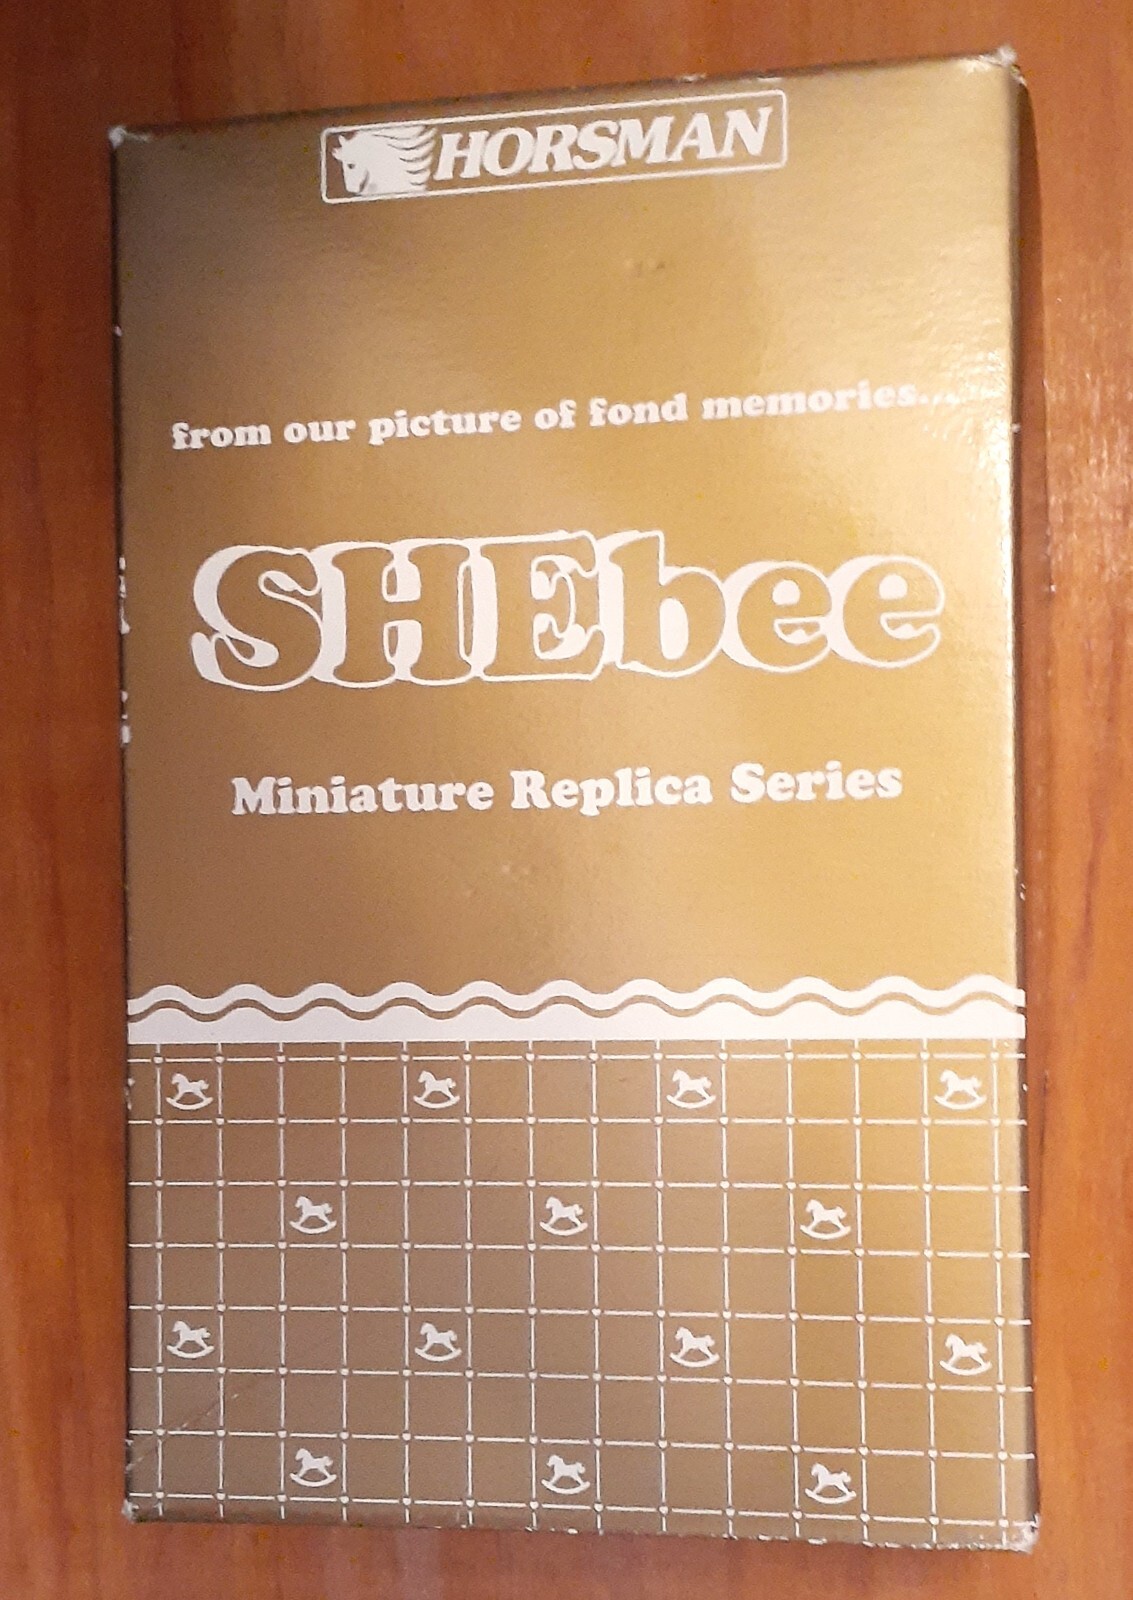 HORSMAN
from our picture of fond memories...
SHEbee
Miniature Replica Series